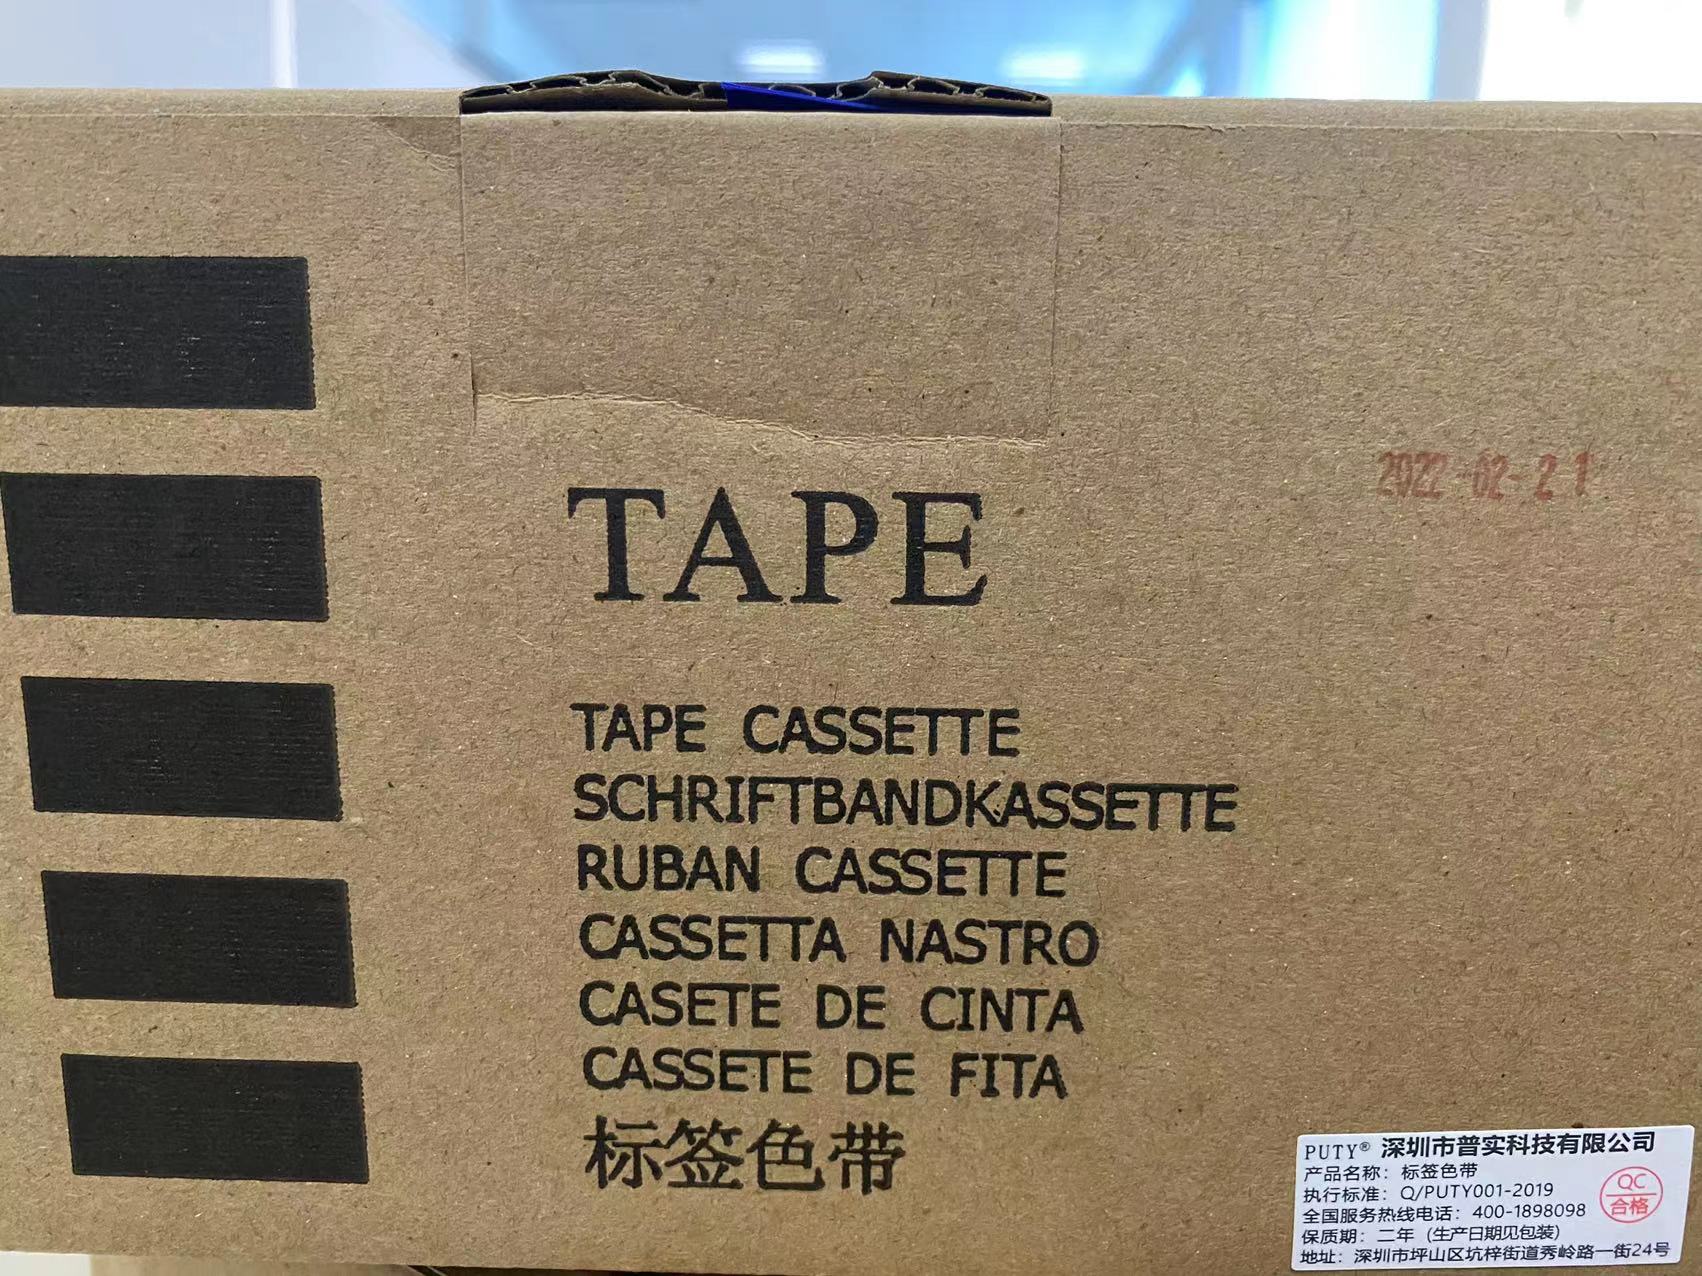 2022-02-21
TAPE
TAPE CASSETTE
SCHRIFTBANDKASSETTE
RUBAN CASSETTE
CASSETTA NASTRO
CASETE DE CINTA
CASSETE DE FITA
标签色带
PUTY® 深圳市普实科技有限公司
产品名称：标签色带
执行标准：Q/PUTY001-2019
全国服务热线电话：400-1898098
保质期：二年（生产日期见包装）
地址：深圳市坪山区坑梓街道秀岭路一街24号
QC
合格